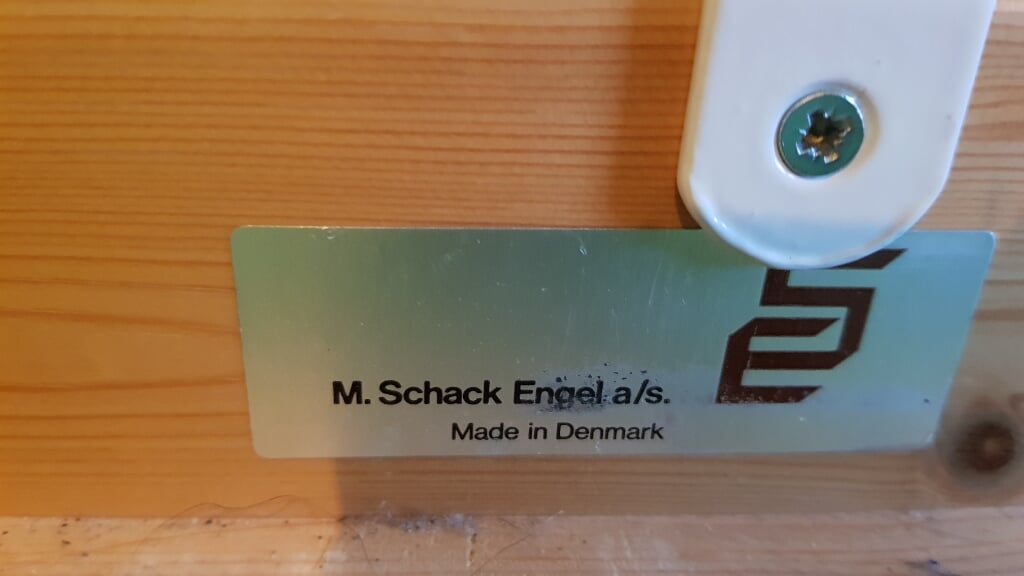 M. Schack Engel a/s.
Made in Denmark